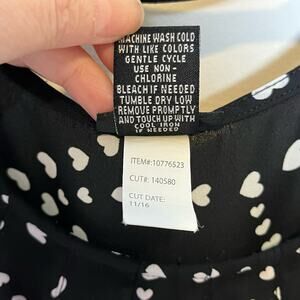 MACHINE WASH COLD
WITH LIKE COLORS
GENTLE CYCLE
USE NON-
CHLORINE
BLEACH IF NEEDED
TUMBLE DRY LOW
REMOVE PROMPTLY
AND TOUCH UP WITH
COOL IRON
IF NEEDED
ITEM#:10776523
CUT#: 140580
CUT DATE:
11/16